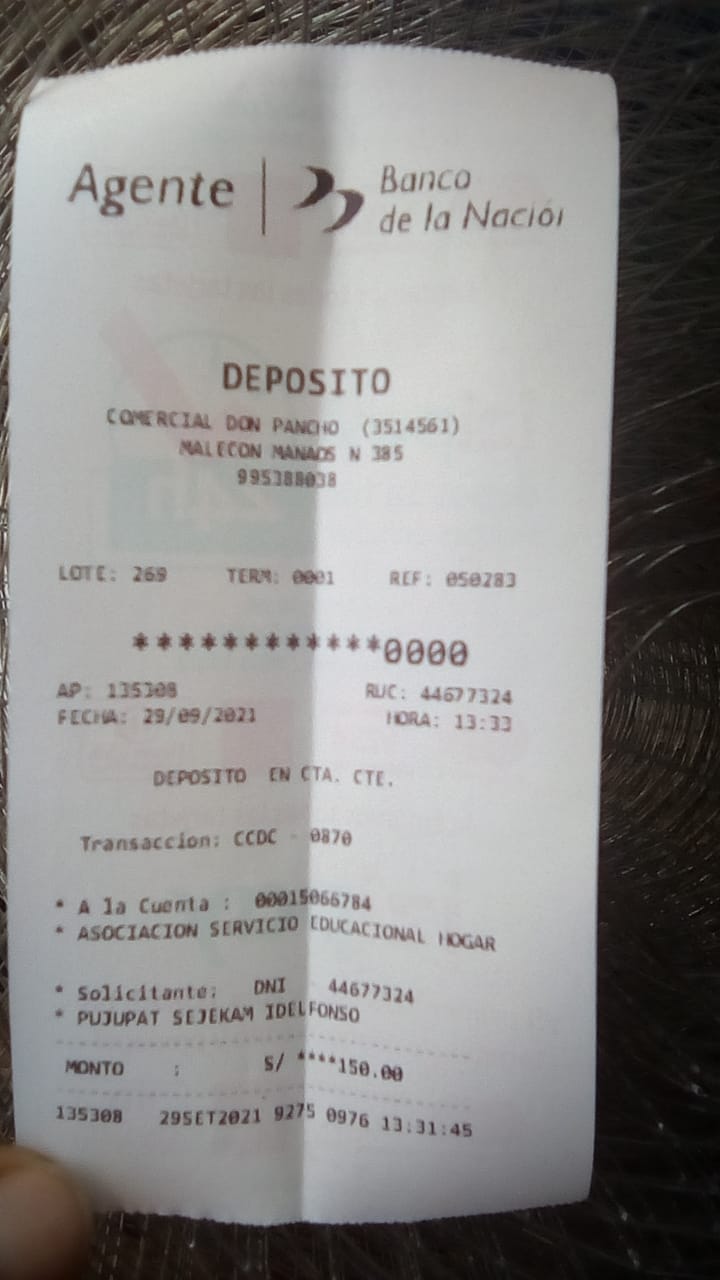 Agente | Banco
de la Nación
DEPOSITO
COMERCIAL DON PANCHO (3514561)
MALECON MANAOS N 385
995388038
LOTE: 269 TERM: 0001 REF: 050283
************0000
AP: 135308 RUC: 44677324
FECHA: 29/09/2021 HORA: 13:33
DEPOSITO EN CTA. CTE.
Transaccion: CCDC - 0870
* A la Cuenta : 00015066784
* ASOCIACION SERVICIO EDUCACIONAL HOGAR
* Solicitante: DNI 44677324
* PUJUPAT SEJEKAM IDELFONSO
MONTO : S/ ****150.00
135308 29SET2021 9275 0976 13:31:45